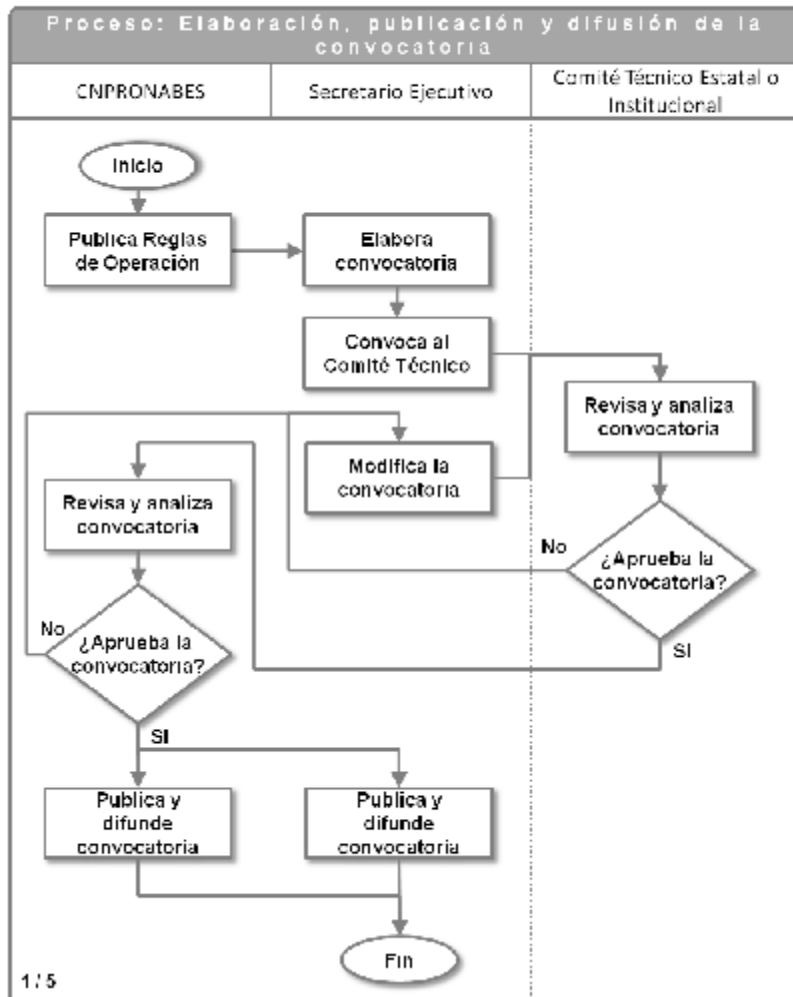 Proceso: Elaboración, publicación y difusión de la
convocatoria
CNPRONABES
Secretario Ejecutivo
Comité Técnico Estatal o
Institucional
Inicio
Publica Reglas
de Operación
Elabora
convocatoria
Convoca al
Comité Técnico
Revisa y analiza
convocatoria
Modifica la
convocatoria
Revisa y analiza
convocatoria
No
¿Aprueba la
convocatoria?
SI
No
¿Aprueba la
convocatoria?
SI
Publica y
difunde
convocatoria
Publica y
difunde
convocatoria
Fin
1 / 5